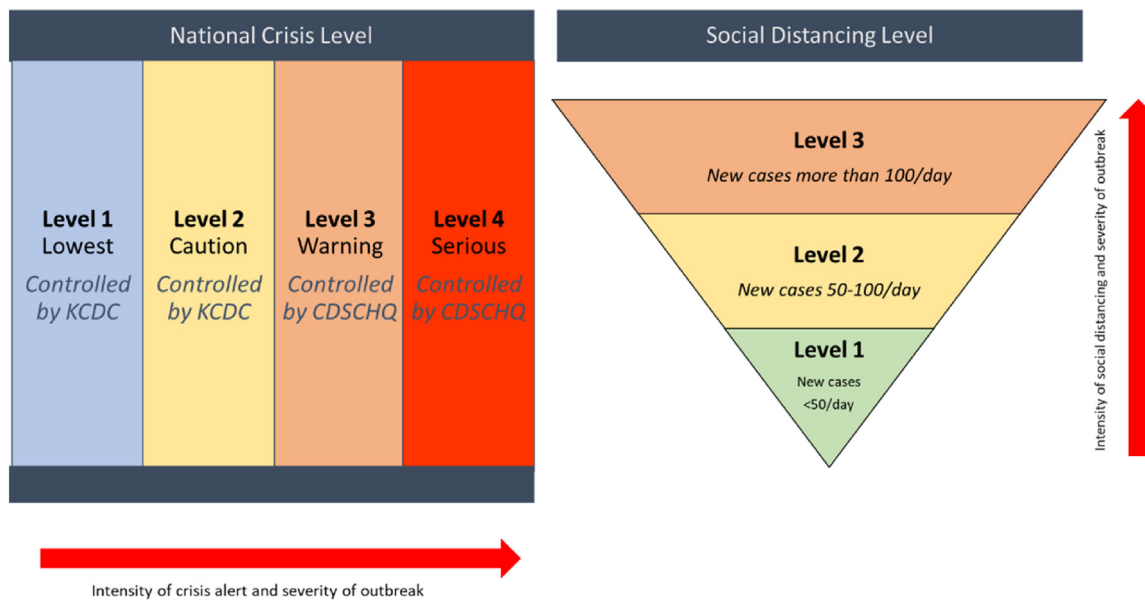 National Crisis Level
Level 1
Lowest
Controlled
by KCDC
Level 2
Caution
Controlled
by KCDC
Level 3
Warning
Controlled
by CDSCHQ
Level 4
Serious
Controlled
by CDSCHQ
Intensity of crisis alert and severity of outbreak
Social Distancing Level
Level 3
New cases more than 100/day
Level 2
New cases 50-100/day
Level 1
New cases
<50/day
Intensity of social distancing and severity of outbreak